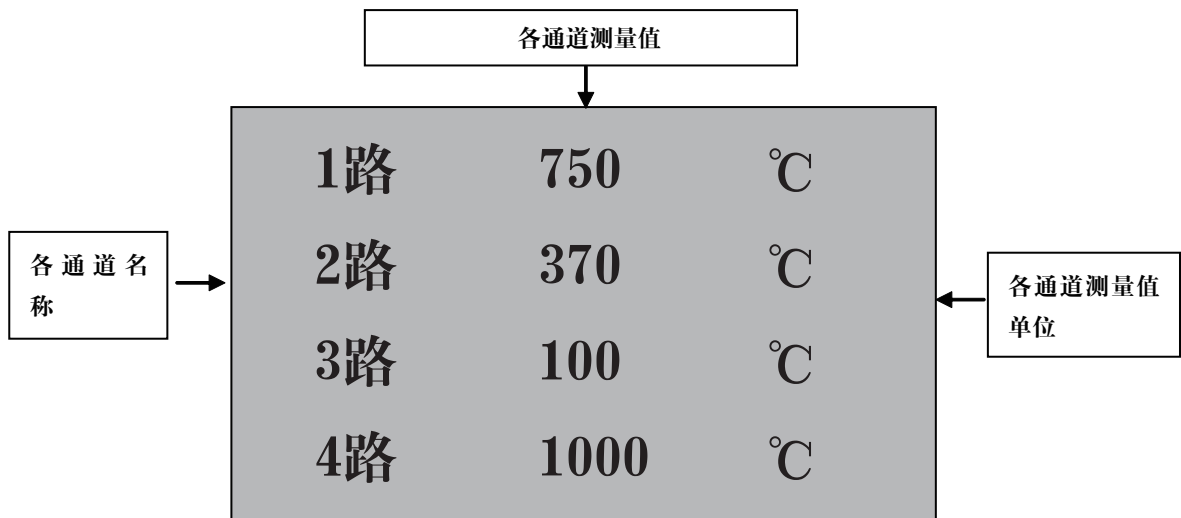 各通道测量值
1路 750 ℃
2路 370 ℃
各通道名
称
各通道测量值
单位
3路 100 ℃
4路 1000 ℃